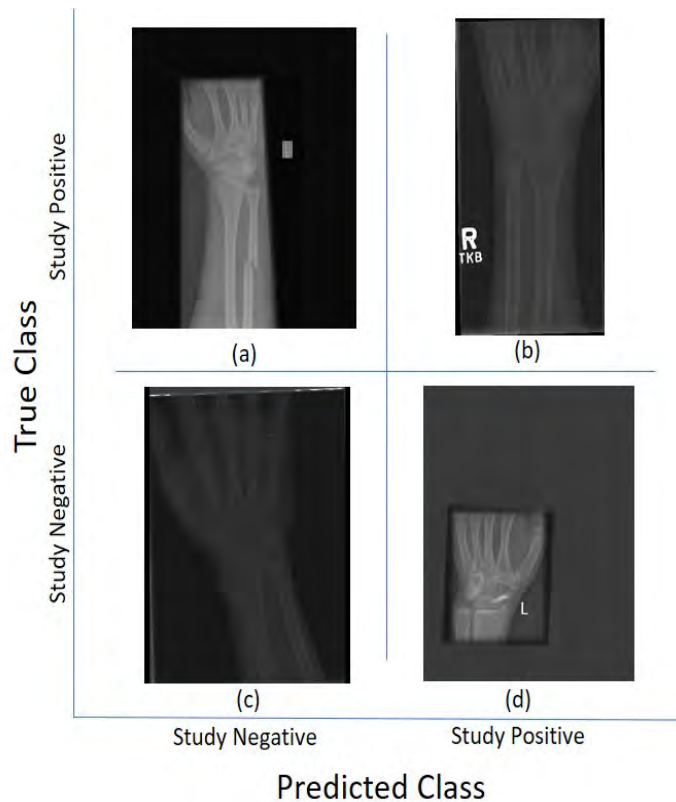 True Class
Study Positive
Study Negative
R
TKB
(a)
(b)
L
(c)
(d)
Study Negative
Study Positive
Predicted Class